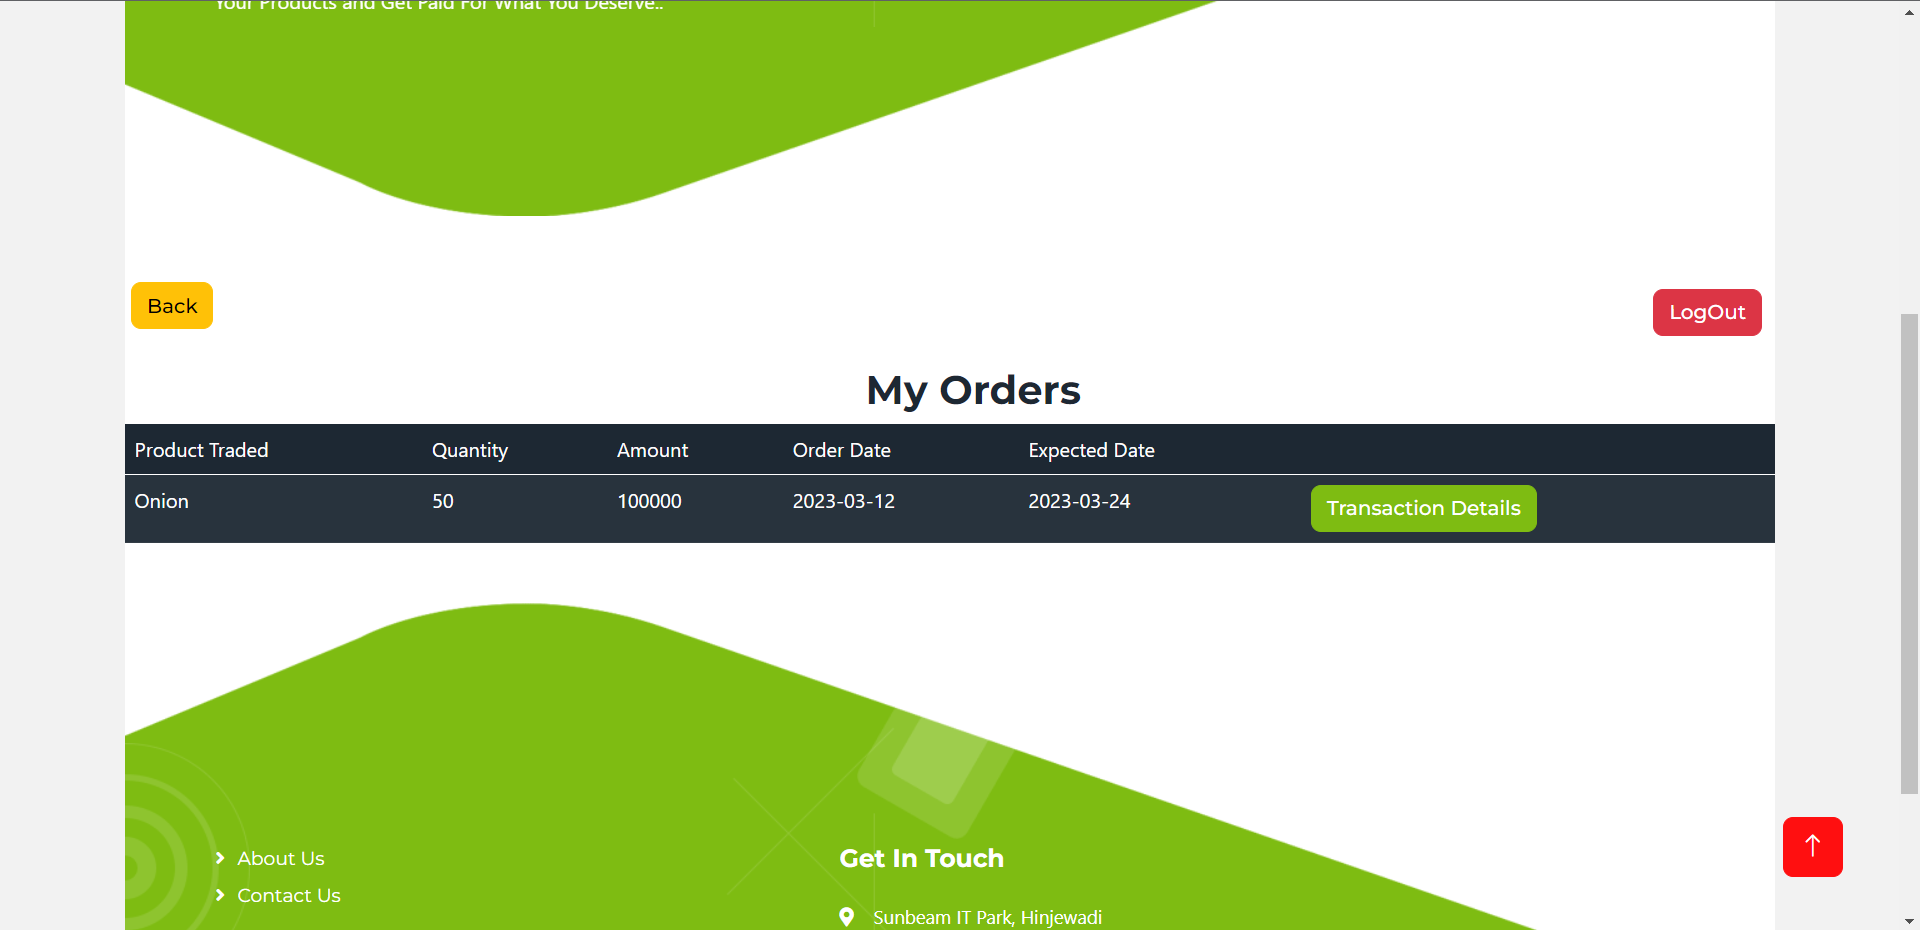 Your Products and Get Paid For What You Deserve..
Back
LogOut
My Orders
Product Traded Quantity Amount Order Date Expected Date
Onion 50 100000 2023-03-12 2023-03-24 Transaction Details
About Us
Get In Touch
Contact Us
Sunbeam IT Park, Hinjewadi